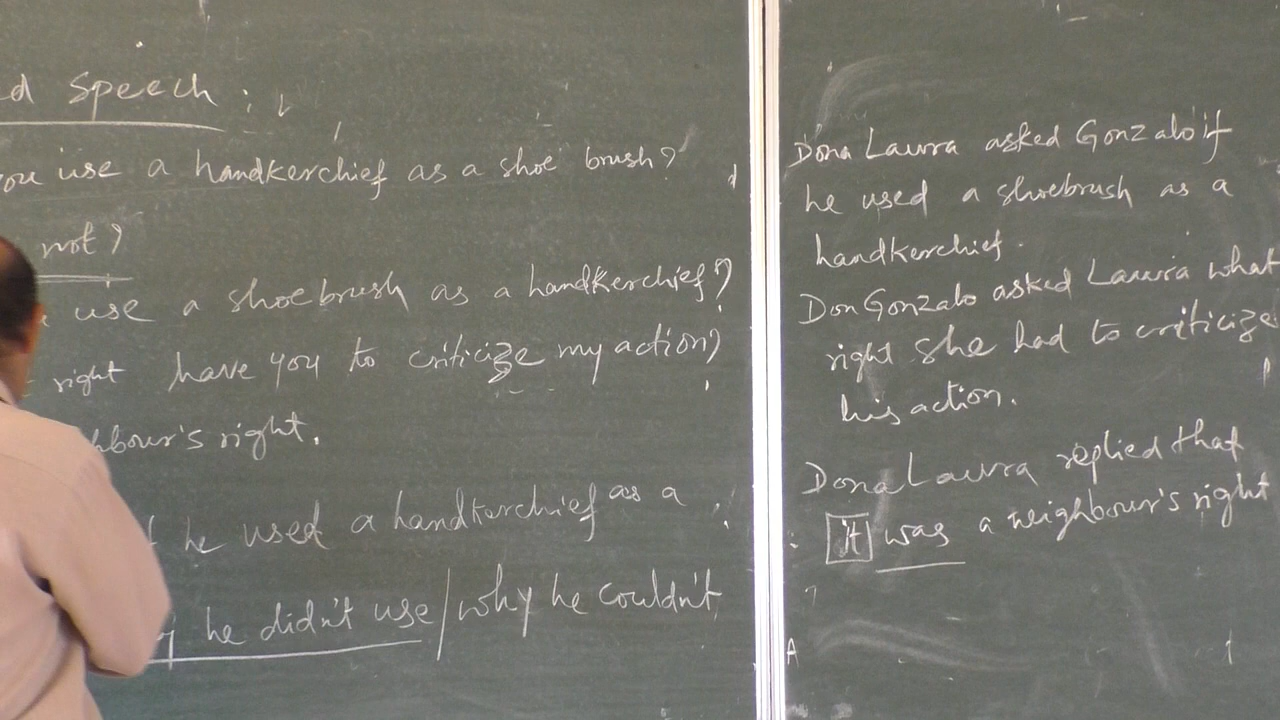 d Speech :
you use a handkerchief as a shoe brush?
not?
use a shoebrush as a handkerchief?
right have you to criticize my action?
hbour's right.
he used a handkerchief as a
he didn't use/why he couldn't
Dona Laura asked Gonzalo if
he used a shoebrush as a
handkerchief.
Don Gonzalo asked Laura what
right she had to criticize
his action.
Dona Laura replied that
It was a neighbour's right